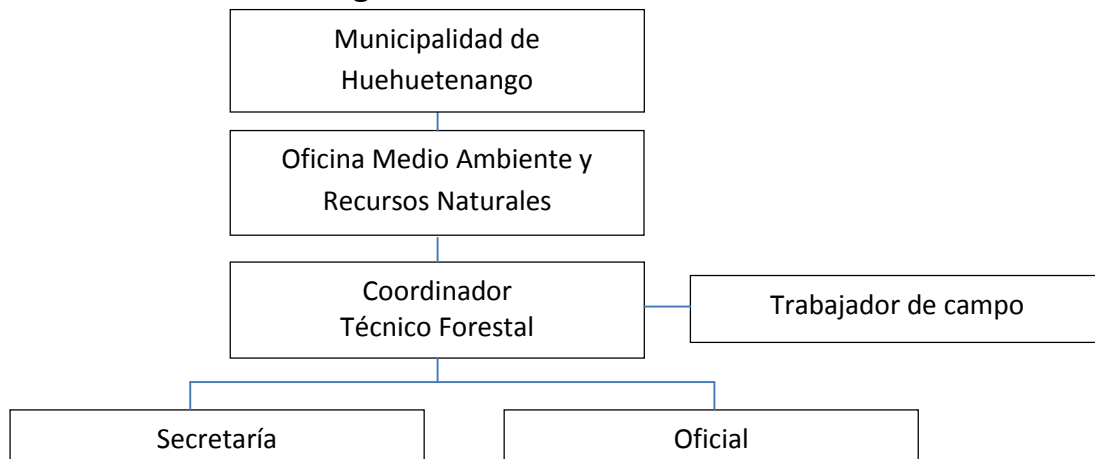 Municipalidad de
Huehuetenango
Oficina Medio Ambiente y
Recursos Naturales
Coordinador
Técnico Forestal
Trabajador de campo
Secretaría
Oficial